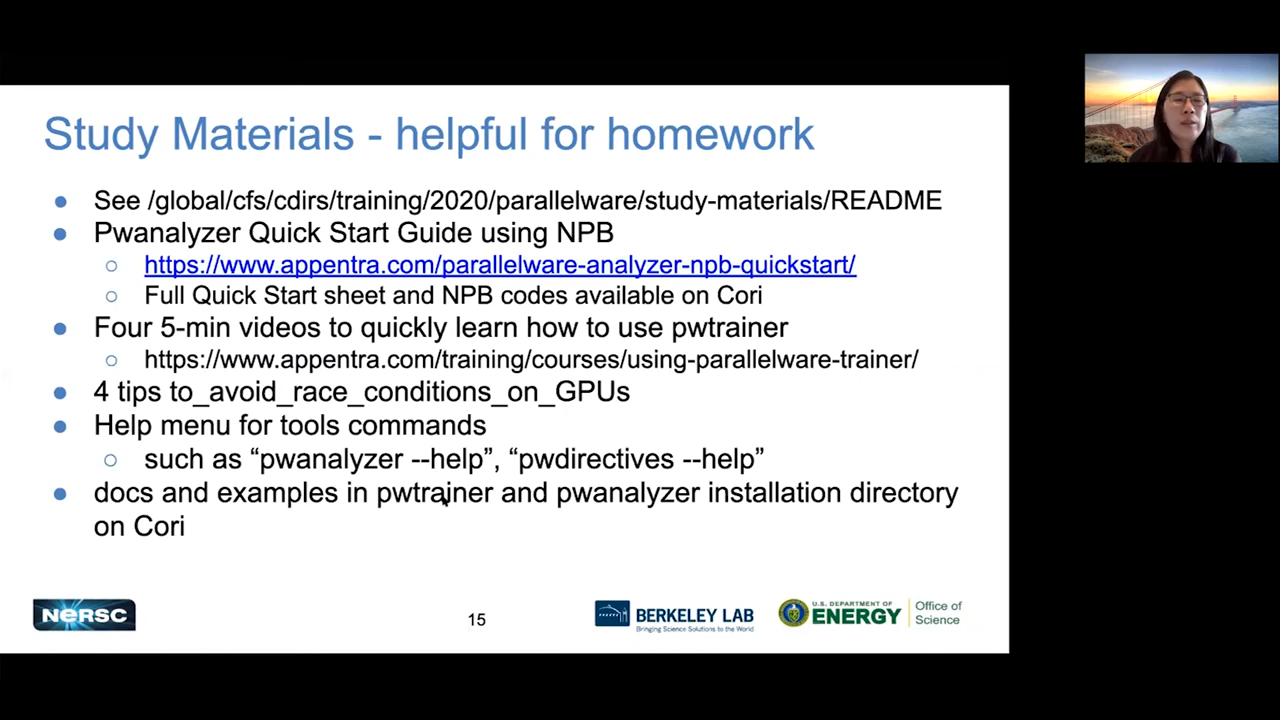 Study Materials - helpful for homework
● See /global/cfs/cdirs/training/2020/parallelware/study-materials/README
● Pwanalyzer Quick Start Guide using NPB
○ https://www.appentra.com/parallelware-analyzer-npb-quickstart/
○ Full Quick Start sheet and NPB codes available on Cori
● Four 5-min videos to quickly learn how to use pwtrainer
○ https://www.appentra.com/training/courses/using-parallelware-trainer/
● 4 tips to_avoid_race_conditions_on_GPUs
● Help menu for tools commands
○ such as “pwanalyzer --help”, “pwdirectives --help”
● docs and examples in pwtrainer and pwanalyzer installation directory
on Cori
NERSC
15
BERKELEY LAB
Bringing Science Solutions to the World
U.S. DEPARTMENT OF
ENERGY
Office of
Science